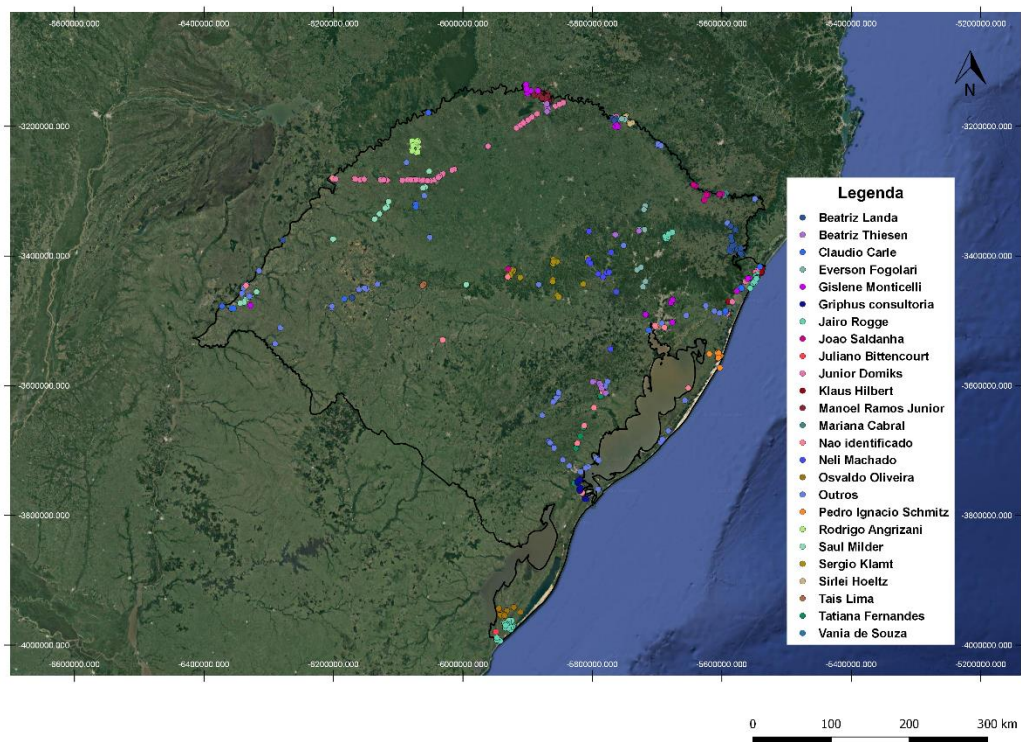 -6600000.000 -6400000.000 -6200000.000 -6000000.000 -5800000.000 -5600000.000 -5400000.000 -5200000.000
N
-3200000.000 -3200000.000
Legenda
Beatriz Landa
Beatriz Thiesen
Claudio Carle
Everson Fogolari
Gislene Monticelli
Griphus consultoria
Jairo Rogge
Joao Saldanha
Juliano Bittencourt
Junior Domiks
Klaus Hilbert
Manoel Ramos Junior
Mariana Cabral
Nao identificado
Neli Machado
Osvaldo Oliveira
Outros
Pedro Ignacio Schmitz
Rodrigo Angrizani
Saul Milder
Sergio Klamt
Sirlei Hoeltz
Tais Lima
Tatiana Fernandes
Vania de Souza
-3400000.000 -3400000.000
-3600000.000 -3600000.000
-3800000.000 -3800000.000
-4000000.000 -4000000.000
-6600000.000 -6400000.000 -6200000.000 -6000000.000 -5800000.000 -5600000.000 -5400000.000 -5200000.000
0 100 200 300 km